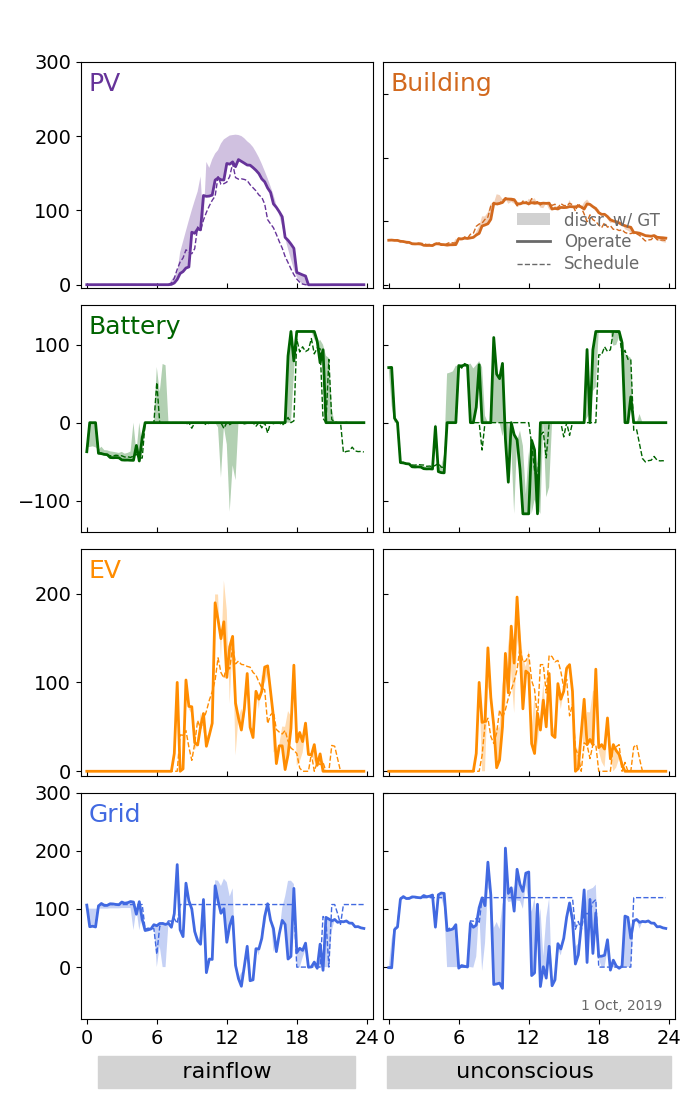 PV
Building
300
200
100
0
discr. w/ GT
Operate
Schedule
Battery
100
0
−100
EV
200
100
0
Grid
300
200
100
0
1 Oct, 2019
0 6 12 18 24 0 6 12 18 24
rainflow
unconscious